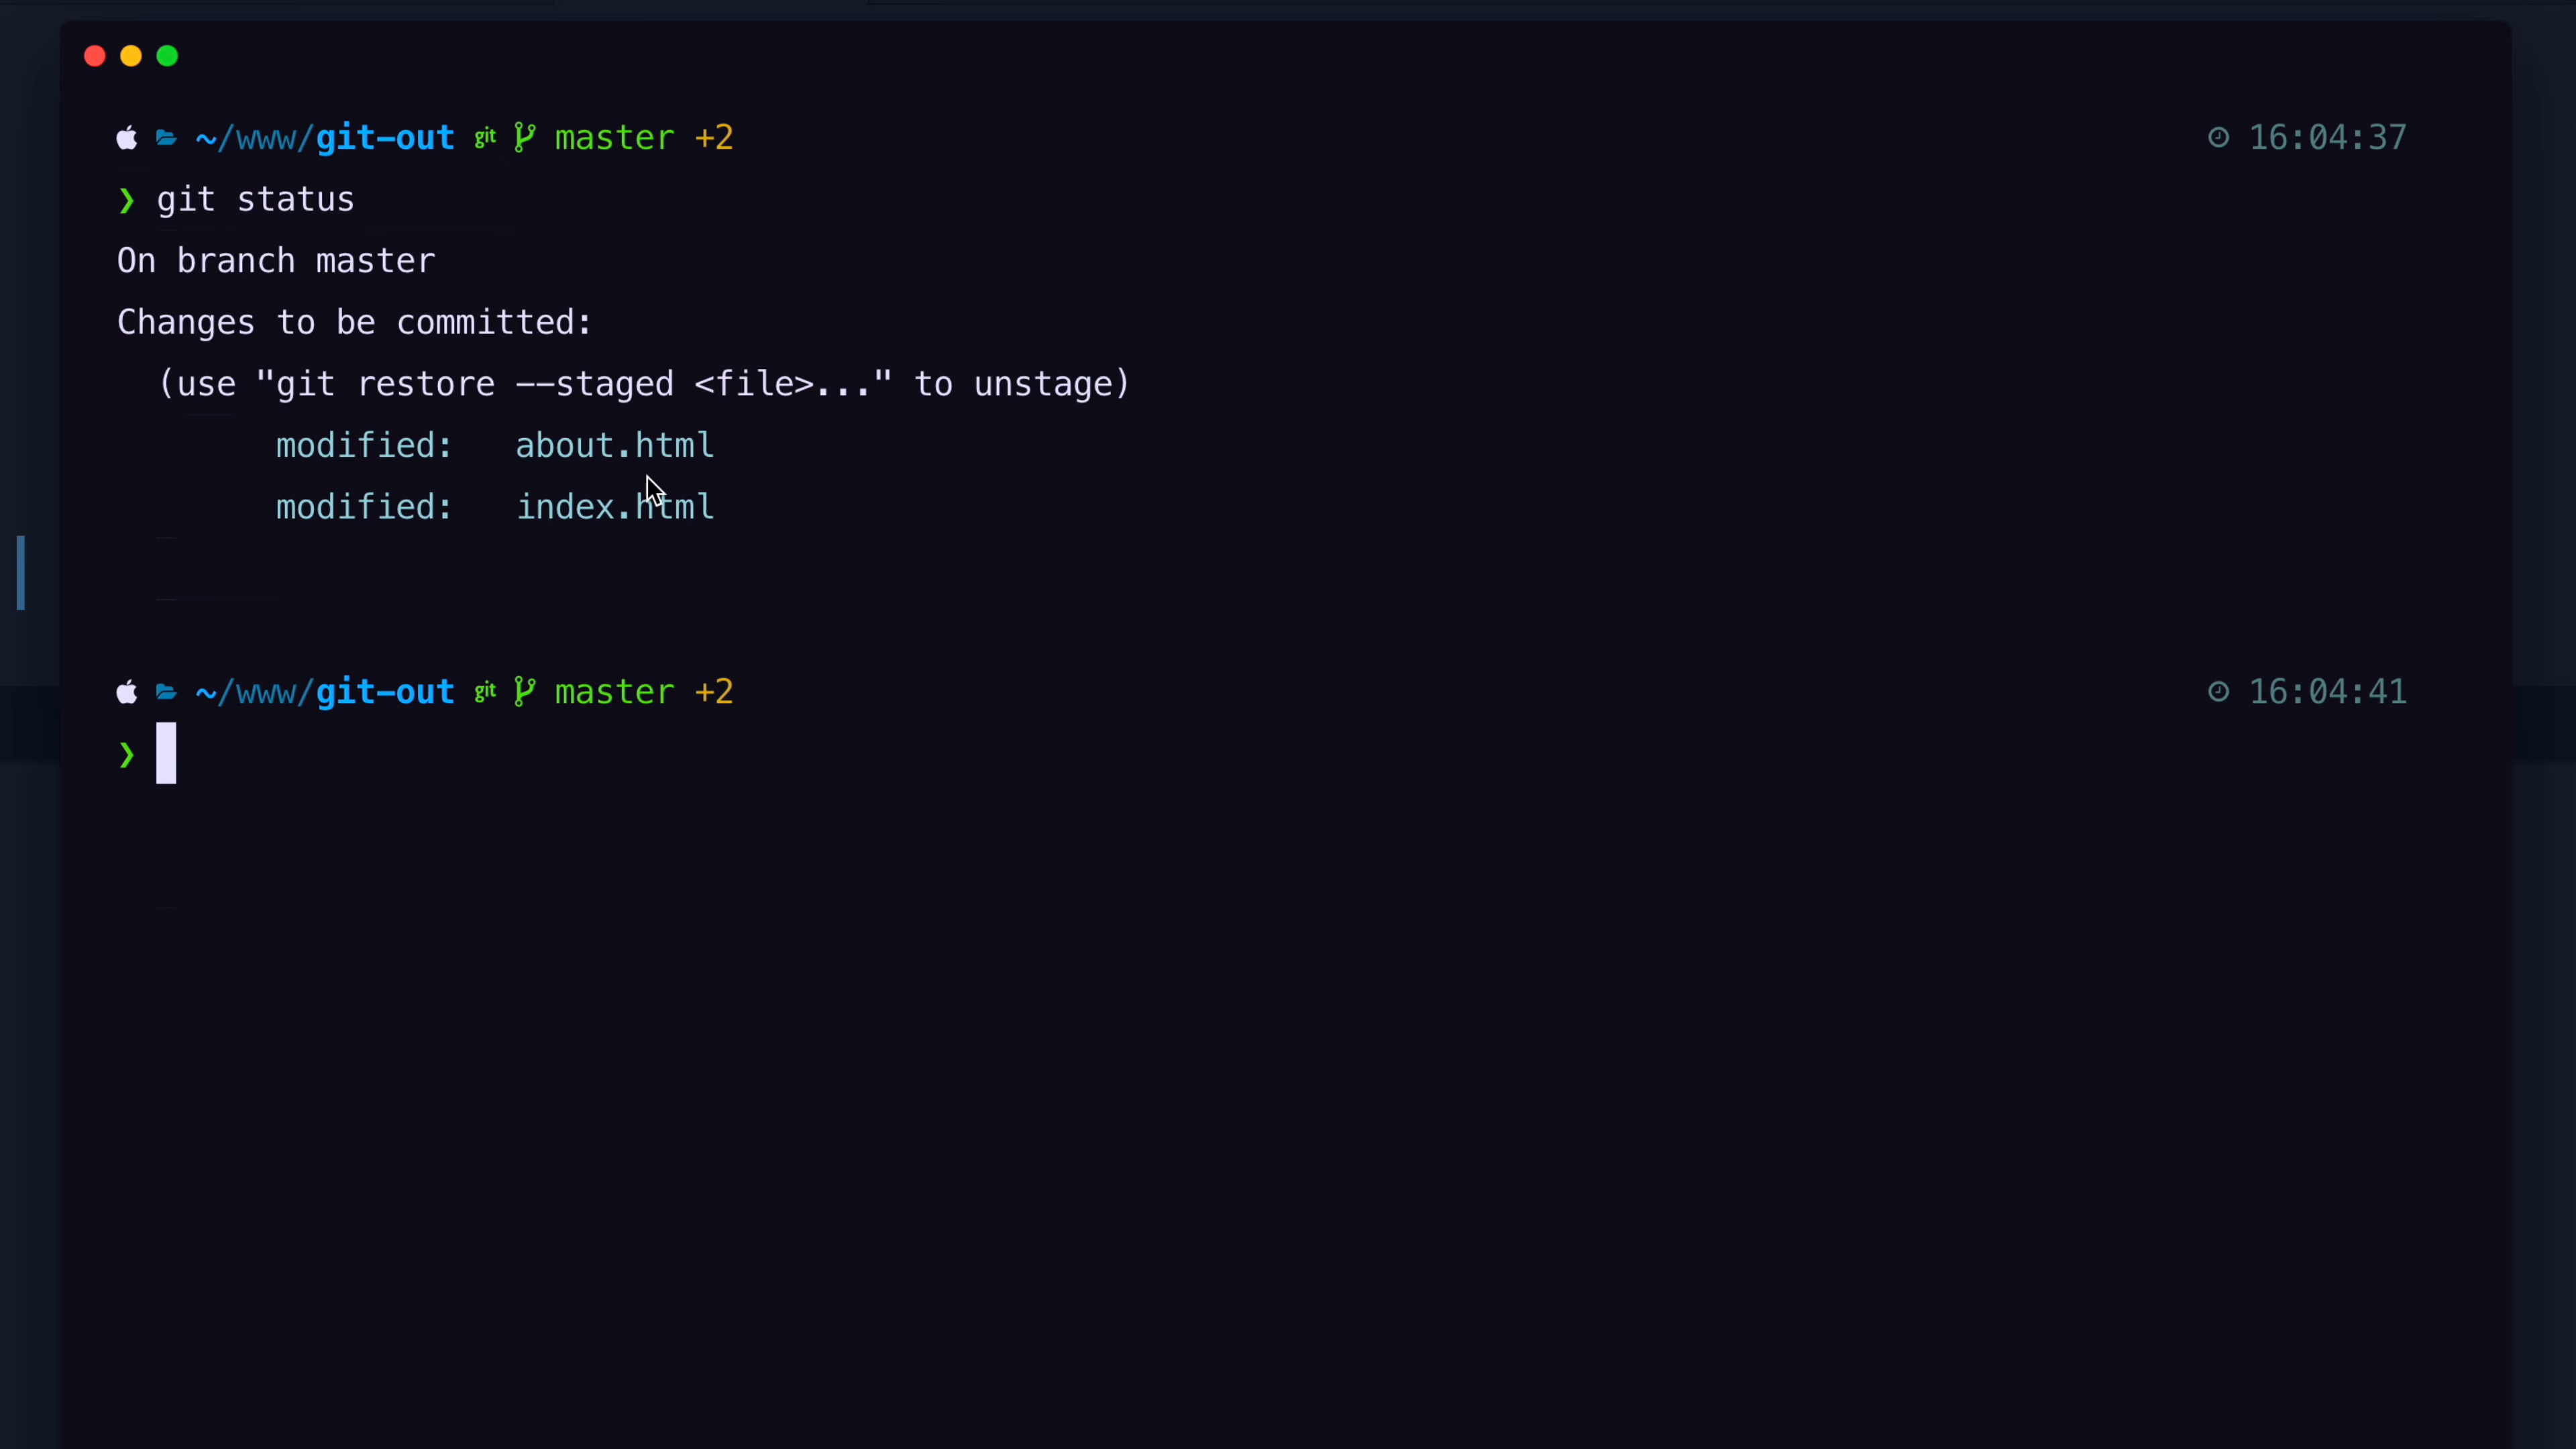 ~/www/git-out git master +2 16:04:37
❯ git status
On branch master
Changes to be committed:
(use "git restore --staged <file>..." to unstage)
modified: about.html
modified: index.html
~/www/git-out git master +2 16:04:41
❯